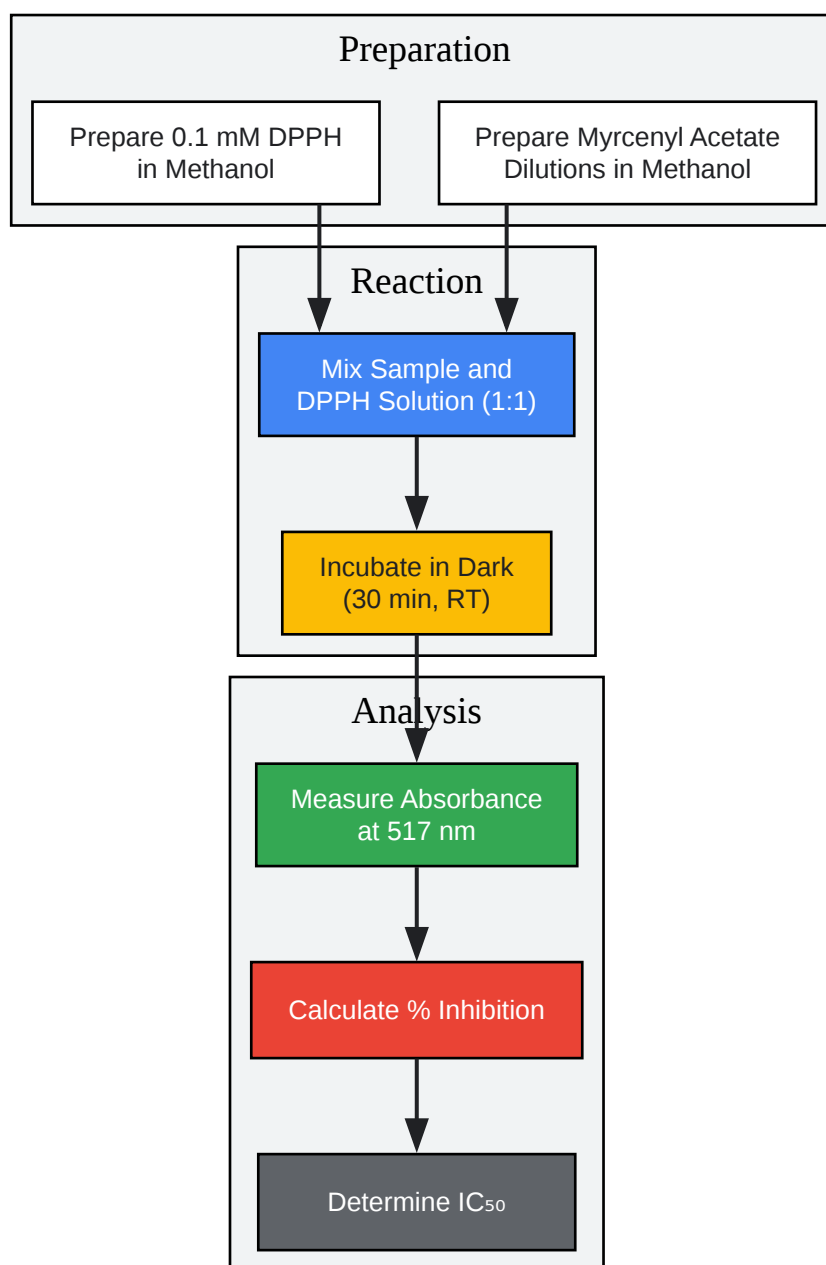 Preparation
Prepare 0.1 mM DPPH
in Methanol
Prepare Myrcenyl Acetate
Dilutions in Methanol
Reaction
Mix Sample and
DPPH Solution (1:1)
Incubate in Dark
(30 min, RT)
Analysis
Measure Absorbance
at 517 nm
Calculate % Inhibition
Determine IC₅₀